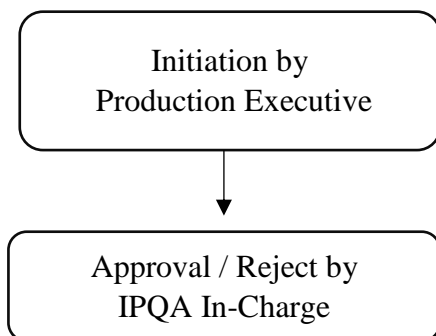 Initiation by
Production Executive
Approval / Reject by
IPQA In-Charge